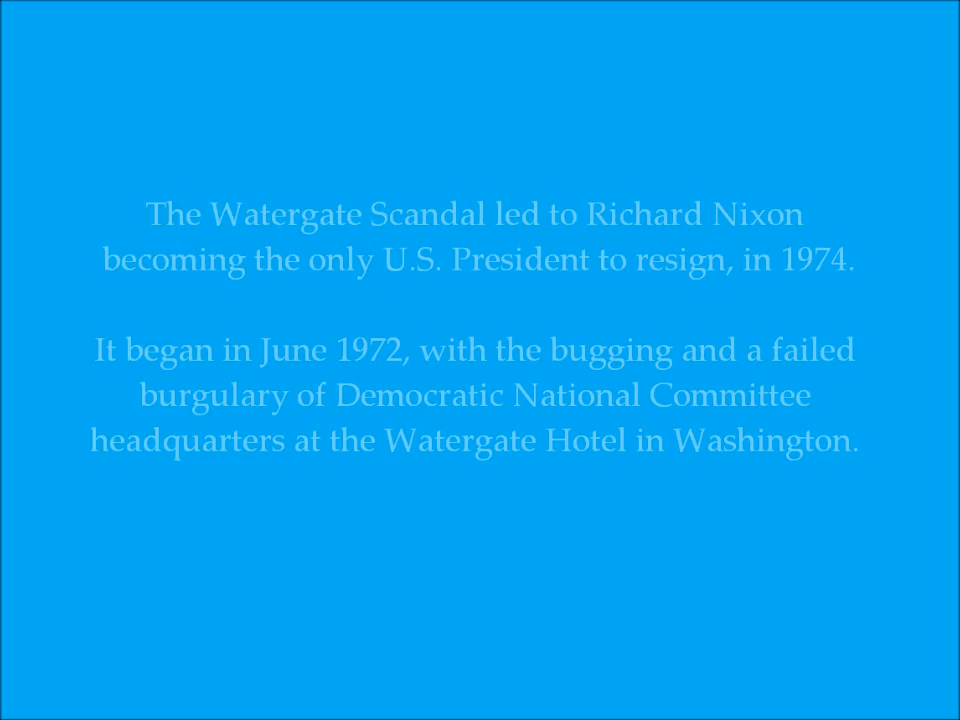 The Watergate Scandal led to Richard Nixon
becoming the only U.S. President to resign, in 1974.
It began in June 1972, with the bugging and a failed
burgulary of Democratic National Committee
headquarters at the Watergate Hotel in Washington.